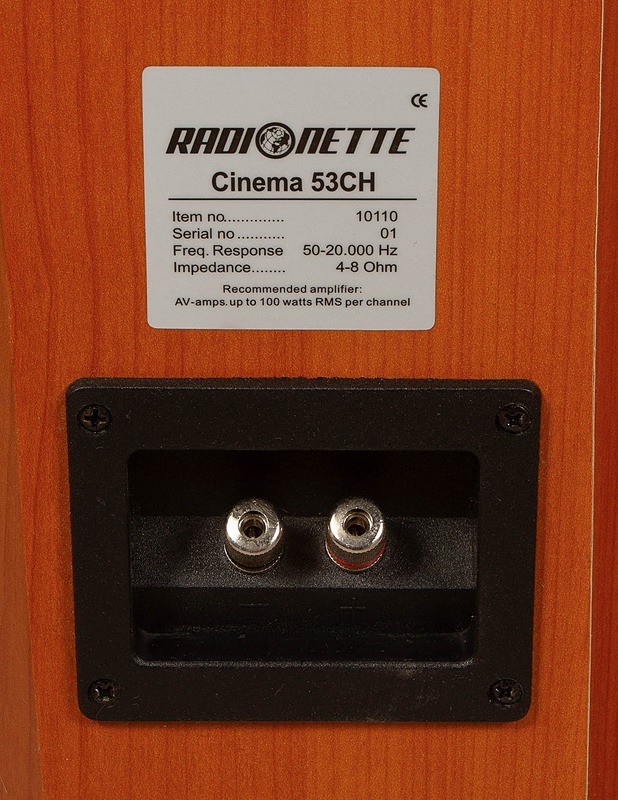 CE
RADIONETTE
Cinema 53CH
Item no.............. 10110
Serial no ........... 01
Freq. Response 50-20.000 Hz
Impedance........ 4-8 Ohm
Recommended amplifier:
AV-amps.up to 100 watts RMS per channel